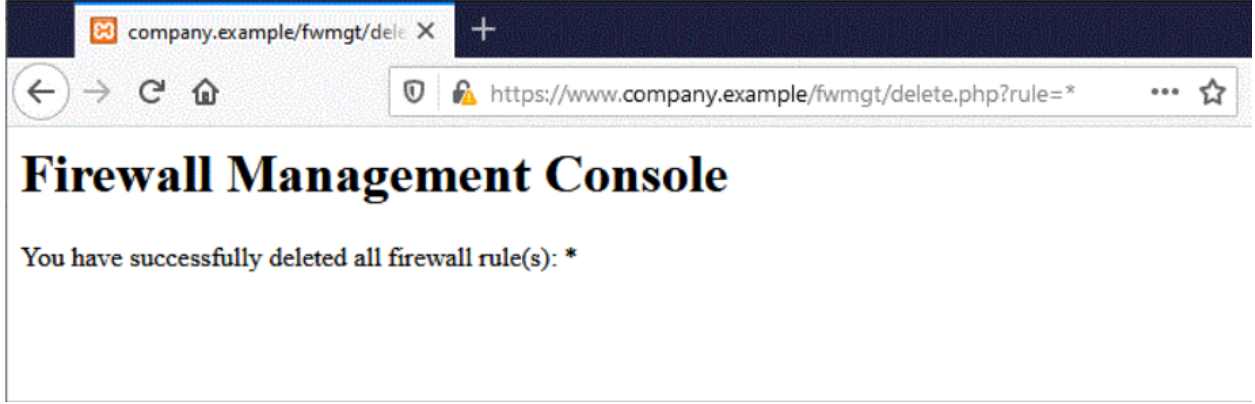 company.example/fwmgt/dele
https://www.company.example/fwmgt/delete.php?rule=*
Firewall Management Console
You have successfully deleted all firewall rule(s): *